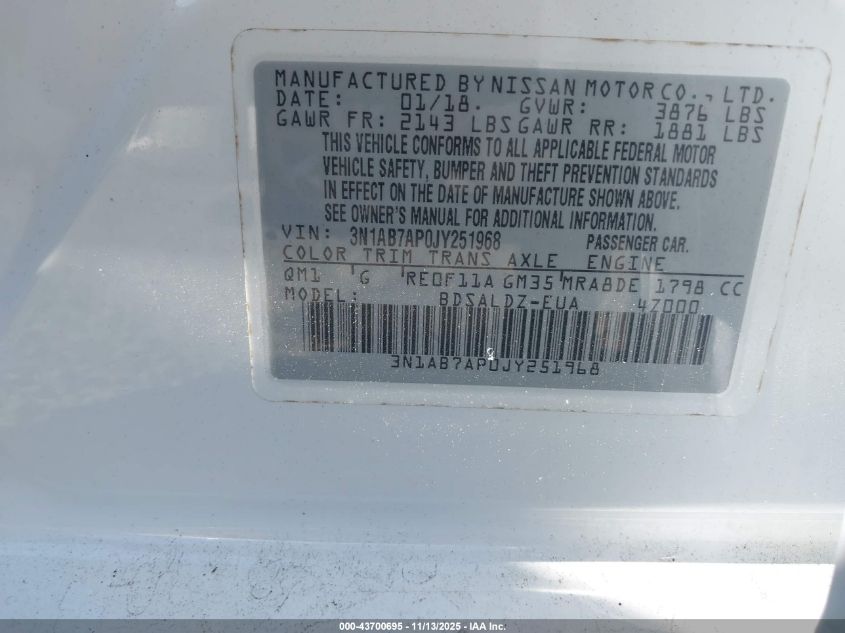 MANUFACTURED BY NISSAN MOTOR CO., LTD.
DATE: 01/18. GVWR: 3876 LBS
GAWR FR: 2143 LBS GAWR RR: 1881 LBS
THIS VEHICLE CONFORMS TO ALL APPLICABLE FEDERAL MOTOR
VEHICLE SAFETY, BUMPER AND THEFT PREVENTION STANDARDS
IN EFFECT ON THE DATE OF MANUFACTURE SHOWN ABOVE.
SEE OWNER'S MANUAL FOR ADDITIONAL INFORMATION.
VIN: 3N1AB7AP0JY251968 PASSENGER CAR.
COLOR TRIM TRANS AXLE ENGINE
QM1 G RE0F11A GM35 MRA8DE 1798 CC
MODEL: BDSALDZ-EUA 47000
3N1AB7AP0JY251968
000-43700695 - 11/13/2025 - IAA Inc.